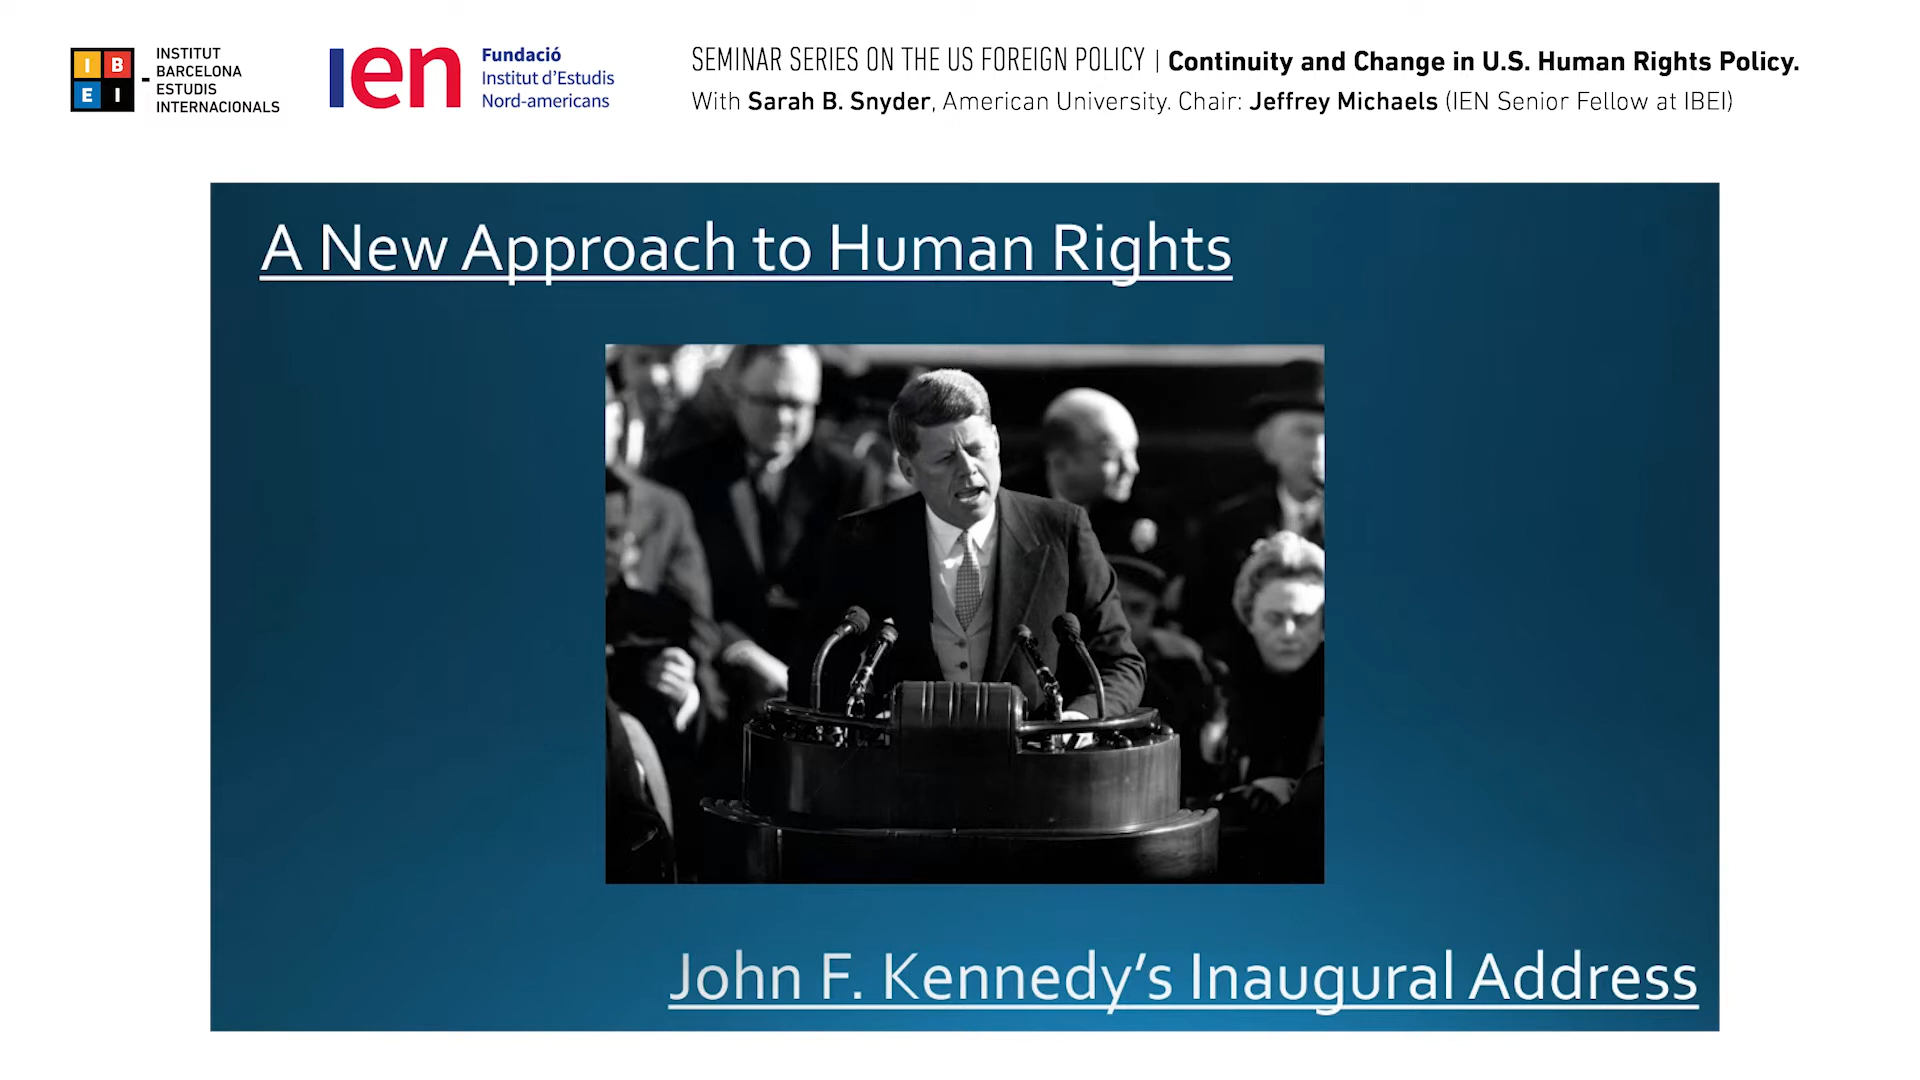 I B
E I
INSTITUT
BARCELONA
ESTUDIS
INTERNACIONALS
ien
Fundació
Institut d'Estudis
Nord-americans
SEMINAR SERIES ON THE US FOREIGN POLICY | Continuity and Change in U.S. Human Rights Policy.
With Sarah B. Snyder, American University. Chair: Jeffrey Michaels (IEN Senior Fellow at IBEI)
A New Approach to Human Rights
John F. Kennedy’s Inaugural Address